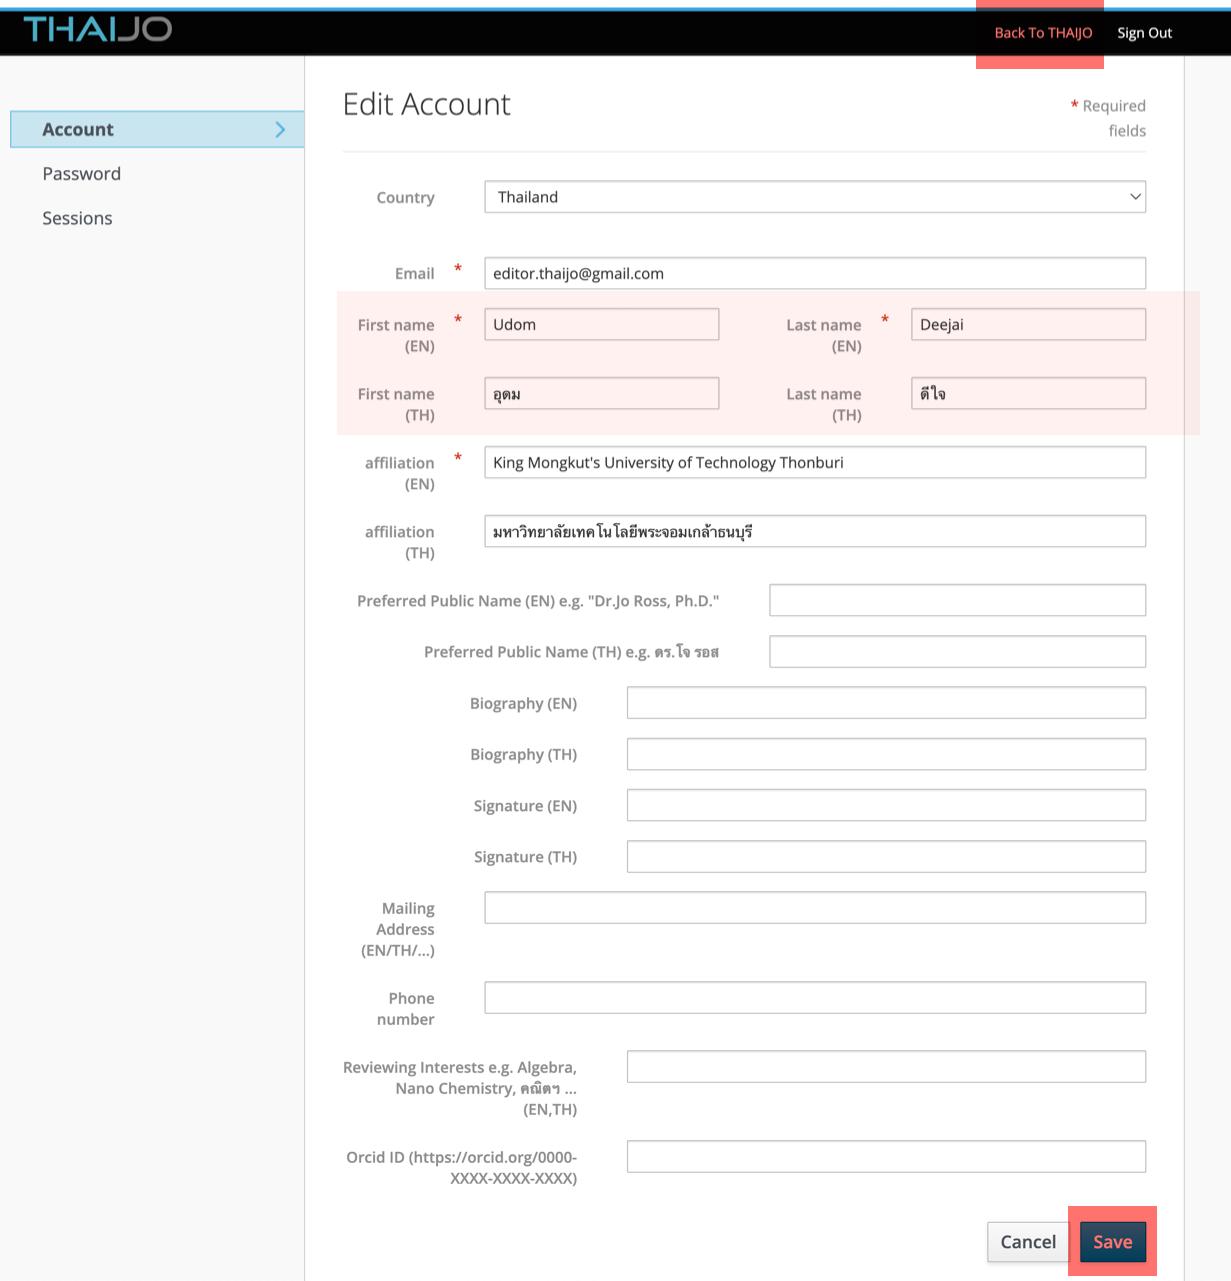 THAIJO
Back To THAIJO Sign Out
Account
Password
Sessions
Edit Account
* Required
fields
Country Thailand
Email * editor.thaijo@gmail.com
First name * Udom Last name * Deejai
(EN) (EN)
First name อุดม Last name ดีใจ
(TH) (TH)
affiliation * King Mongkut's University of Technology Thonburi
(EN)
affiliation มหาวิทยาลัยเทคโนโลยีพระจอมเกล้าธนบุรี
(TH)
Preferred Public Name (EN) e.g. "Dr.Jo Ross, Ph.D."
Preferred Public Name (TH) e.g. ดร.โจ รอส
Biography (EN)
Biography (TH)
Signature (EN)
Signature (TH)
Mailing
Address
(EN/TH/...)
Phone
number
Reviewing Interests e.g. Algebra,
Nano Chemistry, คณิตฯ ...
(EN,TH)
Orcid ID (https://orcid.org/0000-
XXXX-XXXX-XXXX)
Cancel Save